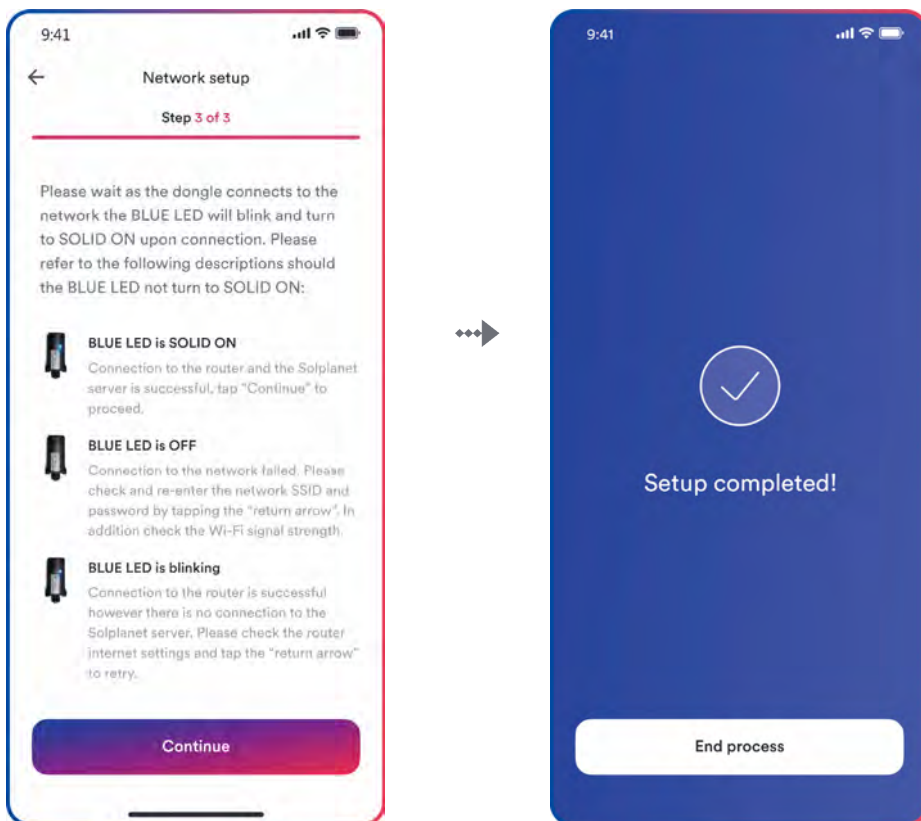 9:41
Network setup
Step 3 of 3
Please wait as the dongle connects to the
network the BLUE LED will blink and turn
to SOLID ON upon connection. Please
refer to the following descriptions should
the BLUE LED not turn to SOLID ON:
BLUE LED is SOLID ON
Connection to the router and the Solplanet
server is successful, tap "Continue" to
proceed.
BLUE LED is OFF
Connection to the network failed. Please
check and re-enter the network SSID and
password by tapping the "return arrow". In
addition check the Wi-Fi signal strength.
BLUE LED is blinking
Connection to the router is successful
however there is no connection to the
Solplanet server. Please check the router
internet settings and tap the "return arrow"
to retry.
Continue
9:41
Setup completed!
End process